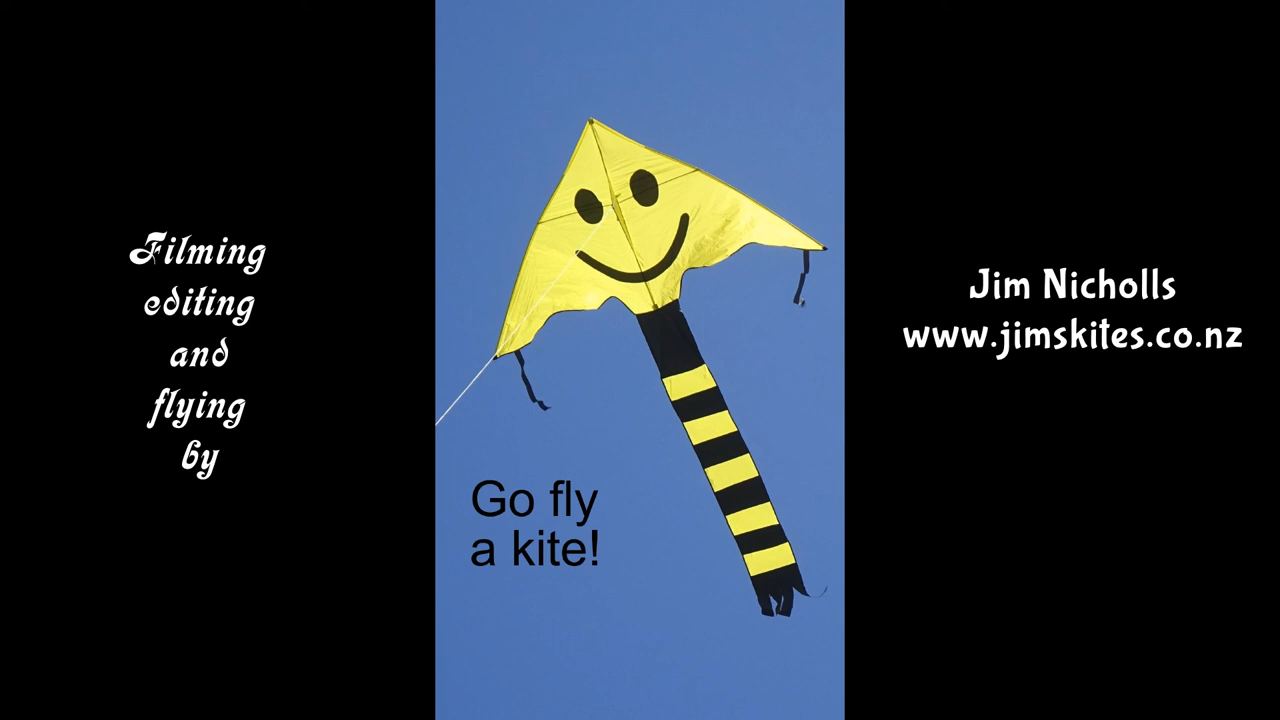 Filming
editing
and
flying
by
Go fly
a kite!
Jim Nicholls
www.jimskites.co.nz